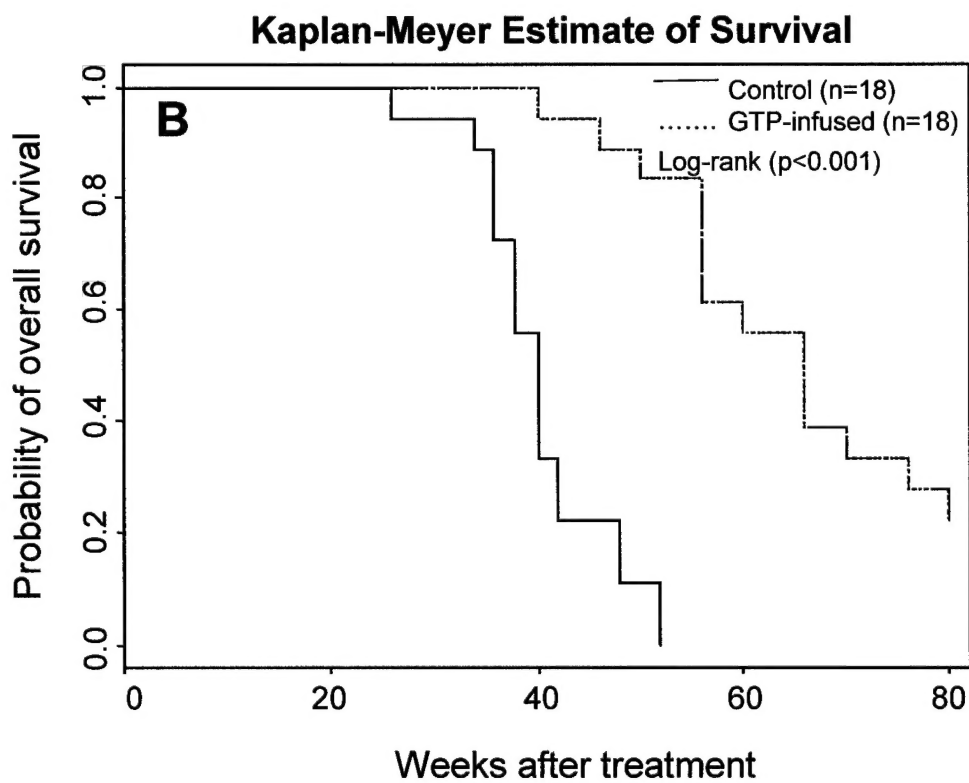 Kaplan-Meyer Estimate of Survival
B
Control (n=18)
GTP-infused (n=18)
Log-rank (p<0.001)
Probability of overall survival
1.0
0.8
0.6
0.4
0.2
0.0
0 20 40 60 80
Weeks after treatment